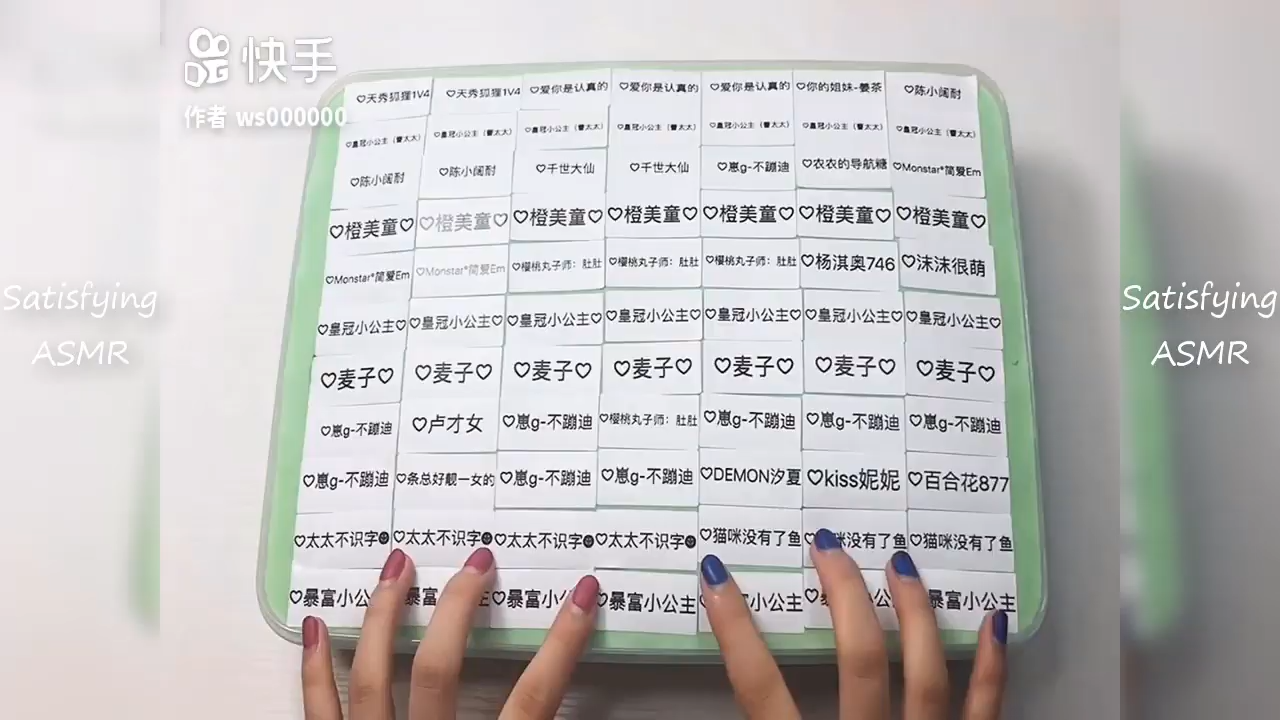 快手
作者 ws000000
Satisfying
ASMR
Satisfying
ASMR
♡天秀狐狸1V4 ♡天秀狐狸1V4 ♡爱你是认真的 ♡爱你是认真的 ♡爱你是认真的 ♡你的姐妹-晏茶 ♡陈小阔耐
♡皇冠小公主（曹太太） ♡皇冠小公主（曹太太） ♡皇冠小公主（曹太太） ♡皇冠小公主（曹太太） ♡皇冠小公主（曹太太） ♡皇冠小公主（曹太太） ♡皇冠小公主（曹太太）
♡陈小阔耐 ♡陈小阔耐 ♡千世大仙 ♡千世大仙 ♡崽g-不蹦迪 ♡农农的导航糖 ♡Monstar°简爱Em
♡橙美童♡ ♡橙美童♡ ♡橙美童♡ ♡橙美童♡ ♡橙美童♡ ♡橙美童♡ ♡橙美童♡
♡Monstar°简爱Em ♡Monstar°简爱Em ♡樱桃丸子师：肚肚 ♡樱桃丸子师：肚肚 ♡樱桃丸子师：肚肚 ♡杨淇奥746 ♡沫沫很萌
♡皇冠小公主♡ ♡皇冠小公主♡ ♡皇冠小公主♡ ♡皇冠小公主♡ ♡皇冠小公主♡ ♡皇冠小公主♡ ♡皇冠小公主♡
♡麦子♡ ♡麦子♡ ♡麦子♡ ♡麦子♡ ♡麦子♡ ♡麦子♡ ♡麦子♡
♡崽g-不蹦迪 ♡卢才女 ♡崽g-不蹦迪 ♡樱桃丸子师：肚肚 ♡崽g-不蹦迪 ♡崽g-不蹦迪 ♡崽g-不蹦迪
♡崽g-不蹦迪 ♡条总好靓一女的 ♡崽g-不蹦迪 ♡崽g-不蹦迪 ♡DEMON汐夏 ♡kiss妮妮 ♡百合花877
♡太太不识字☻ ♡太太不识字☻ ♡太太不识字☻ ♡太太不识字☻ ♡猫咪没有了鱼 ♡咪没有了鱼 ♡猫咪没有了鱼
♡暴富小公 暴富小 主 ♡暴富小公 ♡暴富小公主 ♡小公主 ♡小公 暴富小公主